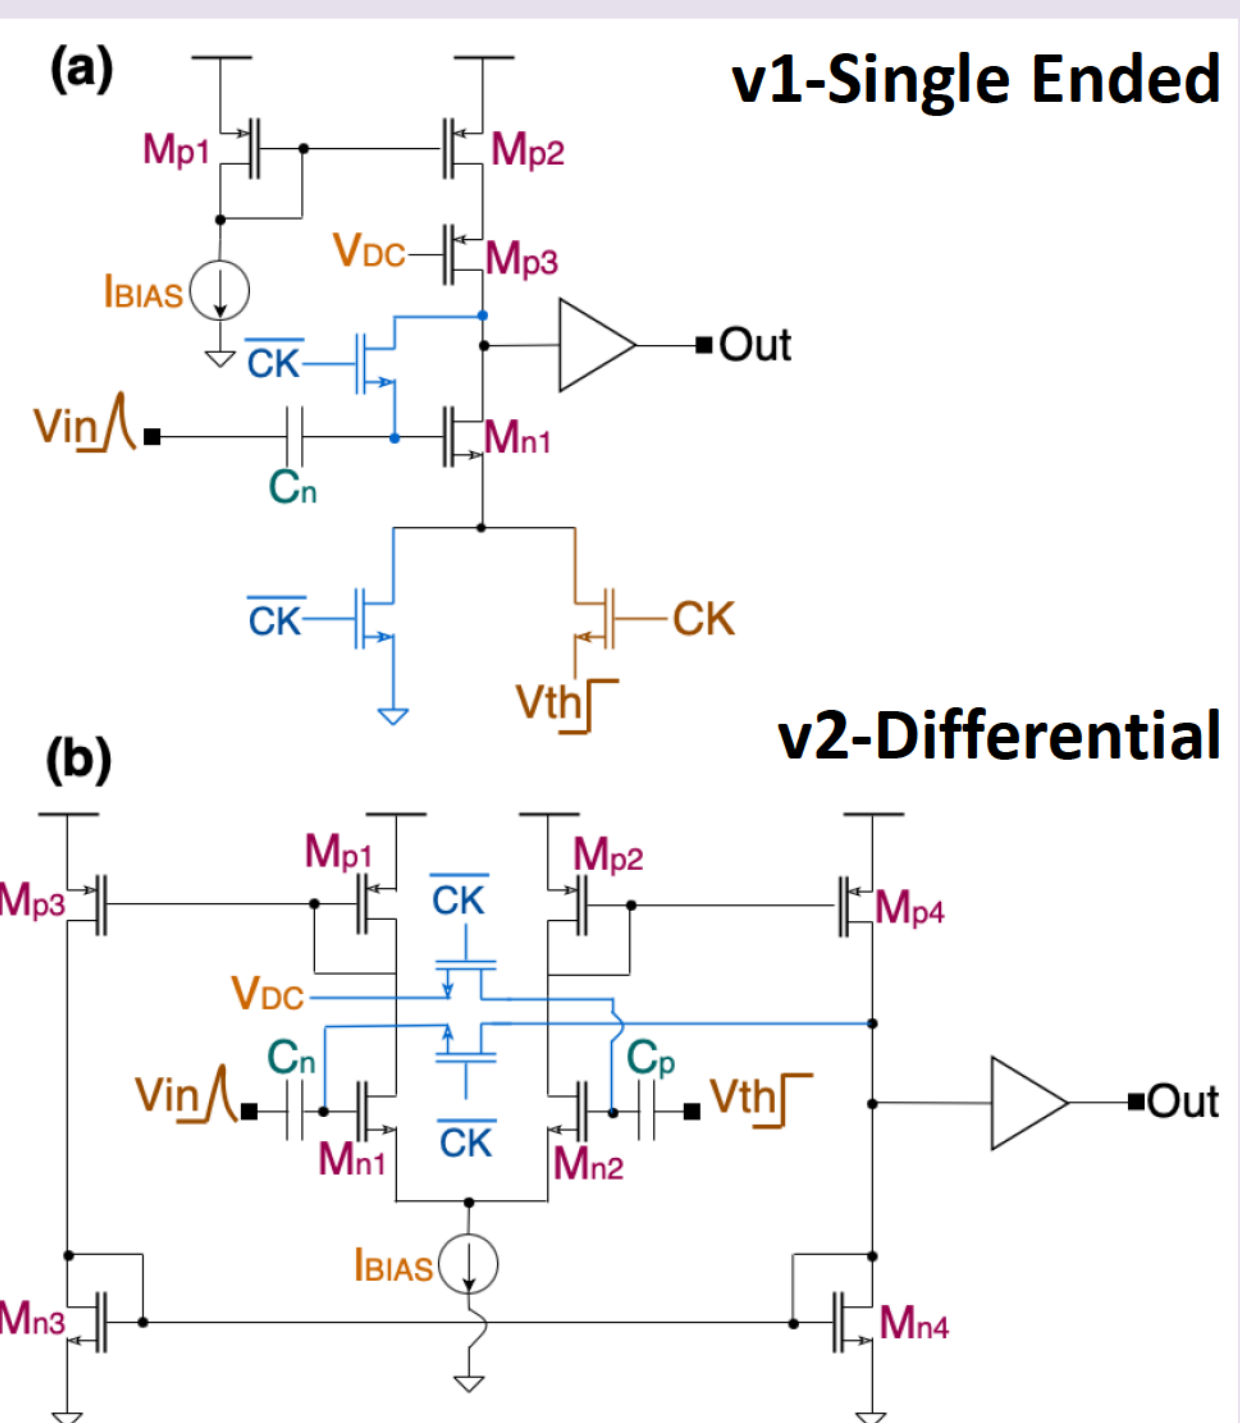 (a)
v1-Single Ended
Mp1
Mp2
VDC
Mp3
IBIAS
CK
Out
Vin
Mn1
Cn
CK
CK
Vth
v2-Differential
(b)
Mp1
Mp2
Mp3
CK
Mp4
VDC
Cn
Cp
Vin
Vth
Out
CK
Mn1
Mn2
IBIAS
Mn3
Mn4